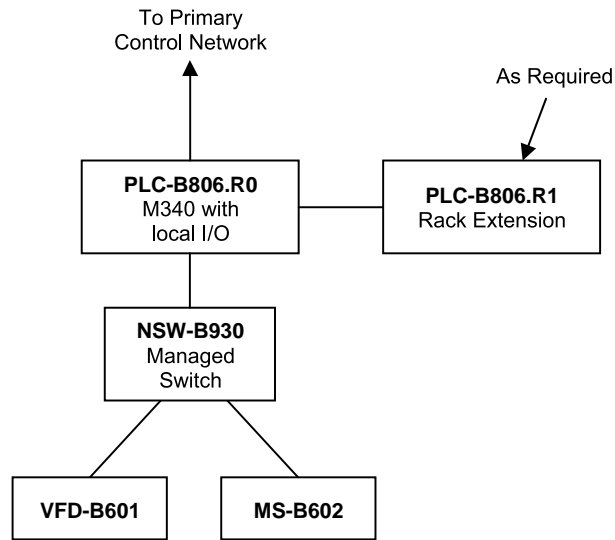 To Primary
Control Network
As Required
PLC-B806.R0
M340 with
local I/O
PLC-B806.R1
Rack Extension
NSW-B930
Managed
Switch
VFD-B601
MS-B602